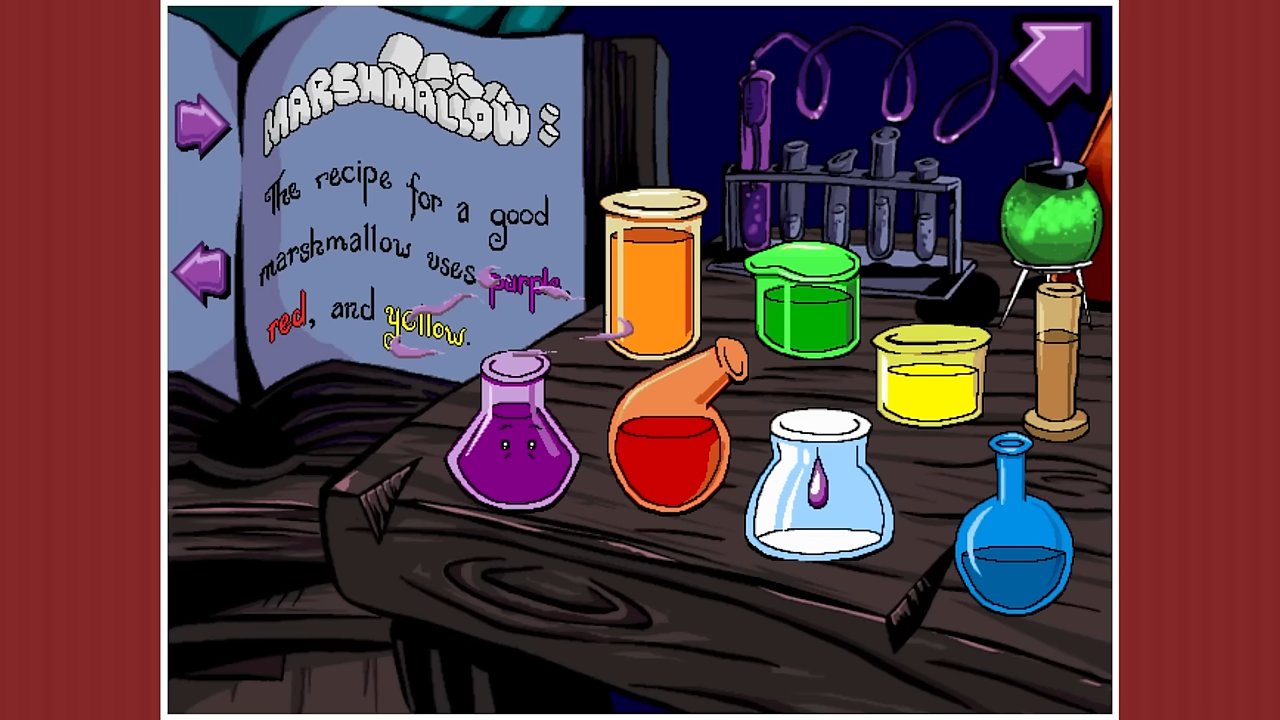 MARSHMALLOW:
The recipe for a good
marshmallow uses purple
red, and yellow.